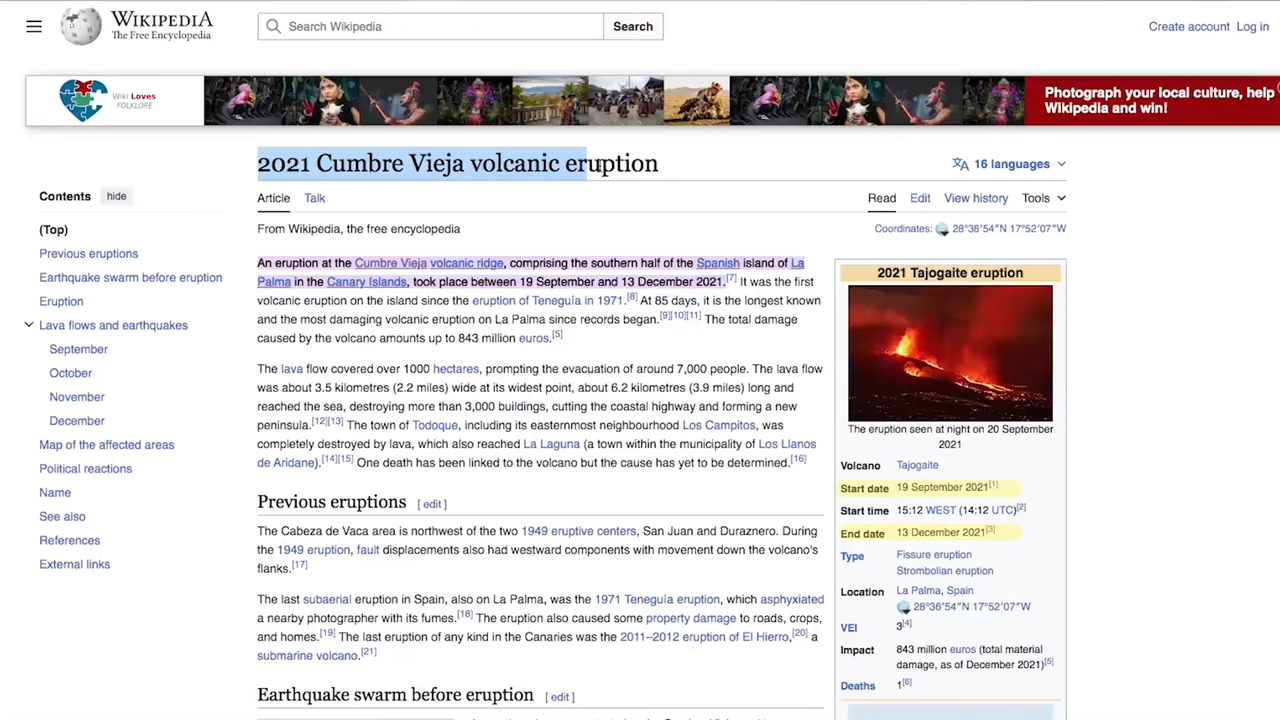 WIKIPEDIA
The Free Encyclopedia
Search Wikipedia
Search
Create account Log in
Wiki Loves
FOLKLORE
Photograph your local culture, help
Wikipedia and win!
2021 Cumbre Vieja volcanic eruption
16 languages
Contents hide
(Top)
Previous eruptions
Earthquake swarm before eruption
Eruption
Lava flows and earthquakes
September
October
November
December
Map of the affected areas
Political reactions
Name
See also
References
External links
Article Talk
Read Edit View history Tools
From Wikipedia, the free encyclopedia
Coordinates: 28°36′54″N 17°52′07″W
An eruption at the Cumbre Vieja volcanic ridge, comprising the southern half of the Spanish island of La
Palma in the Canary Islands, took place between 19 September and 13 December 2021.[7] It was the first
volcanic eruption on the island since the eruption of Teneguía in 1971.[8] At 85 days, it is the longest known
and the most damaging volcanic eruption on La Palma since records began.[9][10][11] The total damage
caused by the volcano amounts up to 843 million euros.[5]
The lava flow covered over 1000 hectares, prompting the evacuation of around 7,000 people. The lava flow
was about 3.5 kilometres (2.2 miles) wide at its widest point, about 6.2 kilometres (3.9 miles) long and
reached the sea, destroying more than 3,000 buildings, cutting the coastal highway and forming a new
peninsula.[12][13] The town of Todoque, including its easternmost neighbourhood Los Campitos, was
completely destroyed by lava, which also reached La Laguna (a town within the municipality of Los Llanos
de Aridane).[14][15] One death has been linked to the volcano but the cause has yet to be determined.[16]
Previous eruptions [ edit ]
The Cabeza de Vaca area is northwest of the two 1949 eruptive centers, San Juan and Duraznero. During
the 1949 eruption, fault displacements also had westward components with movement down the volcano's
flanks.[17]
The last subaerial eruption in Spain, also on La Palma, was the 1971 Teneguía eruption, which asphyxiated
a nearby photographer with its fumes.[18] The eruption also caused some property damage to roads, crops,
and homes.[19] The last eruption of any kind in the Canaries was the 2011–2012 eruption of El Hierro,[20] a
submarine volcano.[21]
Earthquake swarm before eruption [ edit ]
2021 Tajogaite eruption
The eruption seen at night on 20 September
2021
Volcano Tajogaite
Start date 19 September 2021[1]
Start time 15:12 WEST (14:12 UTC)[2]
End date 13 December 2021[3]
Type Fissure eruption
Strombolian eruption
Location La Palma, Spain
28°36′54″N 17°52′07″W
VEI 3[4]
Impact 843 million euros (total material
damage, as of December 2021)[5]
Deaths 1[6]